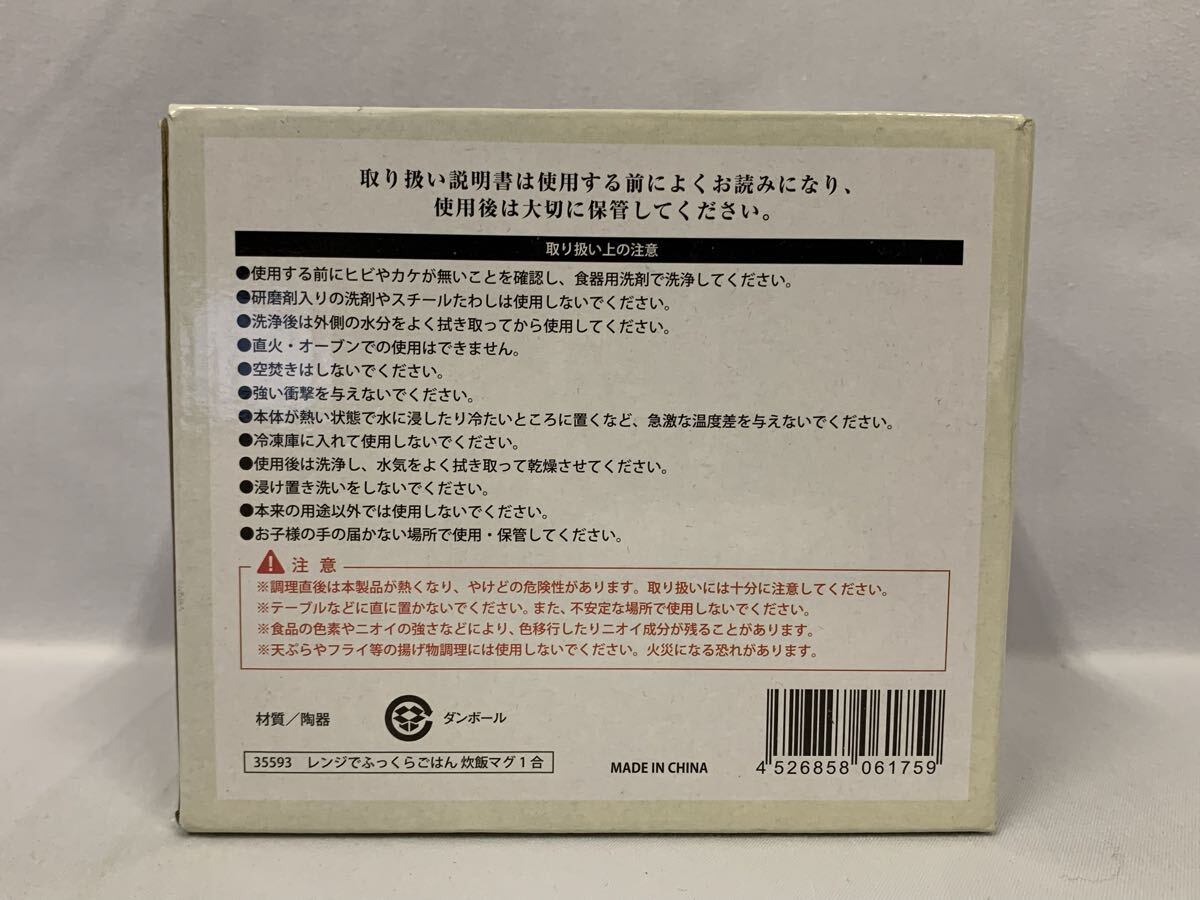 取り扱い説明書は使用する前によくお読みになり、
使用後は大切に保管してください。
取り扱い上の注意
●使用する前にヒビやカケが無いことを確認し、食器用洗剤で洗浄してください。
●研磨剤入りの洗剤やスチールたわしは使用しないでください。
●洗浄後は外側の水分をよく拭き取ってから使用してください。
●直火・オーブンでの使用はできません。
●空焚きはしないでください。
●強い衝撃を与えないでください。
●本体が熱い状態で水に浸したり冷たいところに置くなど、急激な温度差を与えないでください。
●冷凍庫に入れて使用しないでください。
●使用後は洗浄し、水気をよく拭き取って乾燥させてください。
●浸け置き洗いをしないでください。
●本来の用途以外では使用しないでください。
●お子様の手の届かない場所で使用・保管してください。
注意
※調理直後は本製品が熱くなり、やけどの危険性があります。取り扱いには十分に注意してください。
※テーブルなどに直に置かないでください。また、不安定な場所で使用しないでください。
※食品の色素やニオイの強さなどにより、色移行したりニオイ成分が残ることがあります。
※天ぷらやフライ等の揚げ物調理には使用しないでください。火災になる恐れがあります。
材質／陶器
ダンボール
35593 レンジでふっくらごはん 炊飯マグ1合
MADE IN CHINA
4 526858 061759